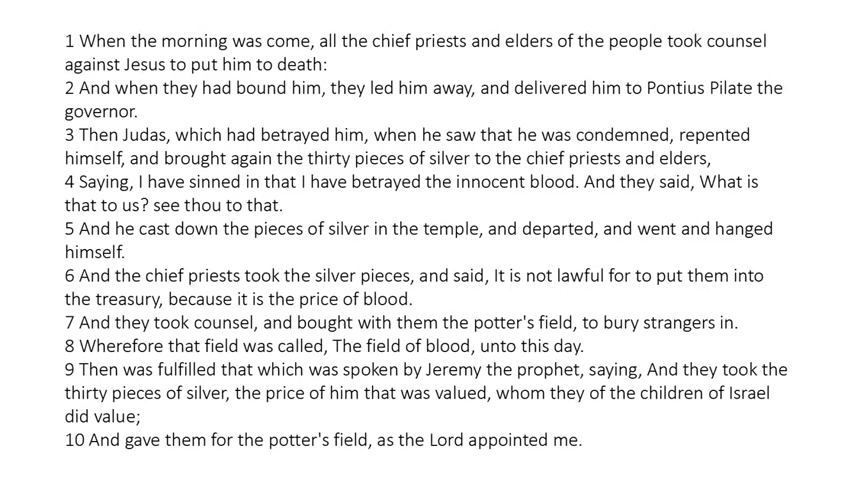 1 When the morning was come, all the chief priests and elders of the people took counsel
against Jesus to put him to death:
2 And when they had bound him, they led him away, and delivered him to Pontius Pilate the
governor.
3 Then Judas, which had betrayed him, when he saw that he was condemned, repented
himself, and brought again the thirty pieces of silver to the chief priests and elders,
4 Saying, I have sinned in that I have betrayed the innocent blood. And they said, What is
that to us? see thou to that.
5 And he cast down the pieces of silver in the temple, and departed, and went and hanged
himself.
6 And the chief priests took the silver pieces, and said, It is not lawful for to put them into
the treasury, because it is the price of blood.
7 And they took counsel, and bought with them the potter's field, to bury strangers in.
8 Wherefore that field was called, The field of blood, unto this day.
9 Then was fulfilled that which was spoken by Jeremy the prophet, saying, And they took the
thirty pieces of silver, the price of him that was valued, whom they of the children of Israel
did value;
10 And gave them for the potter's field, as the Lord appointed me.